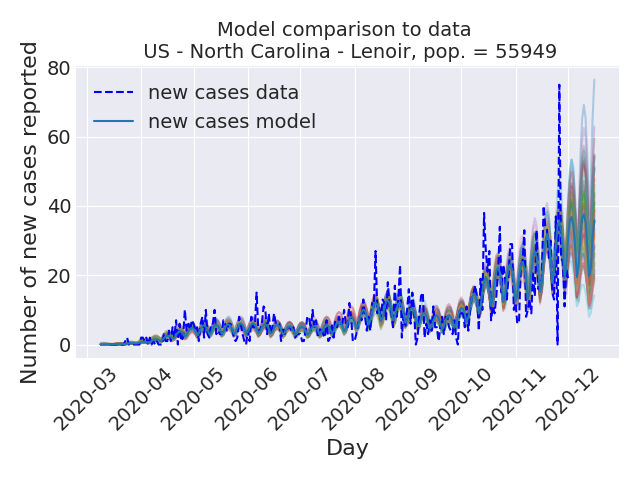 Model comparison to data
US - North Carolina - Lenoir, pop. = 55949
Number of new cases reported
80
60
40
20
0
new cases data
new cases model
2020-03
2020-04
2020-05
2020-06
2020-07
2020-08
2020-09
2020-10
2020-11
2020-12
Day